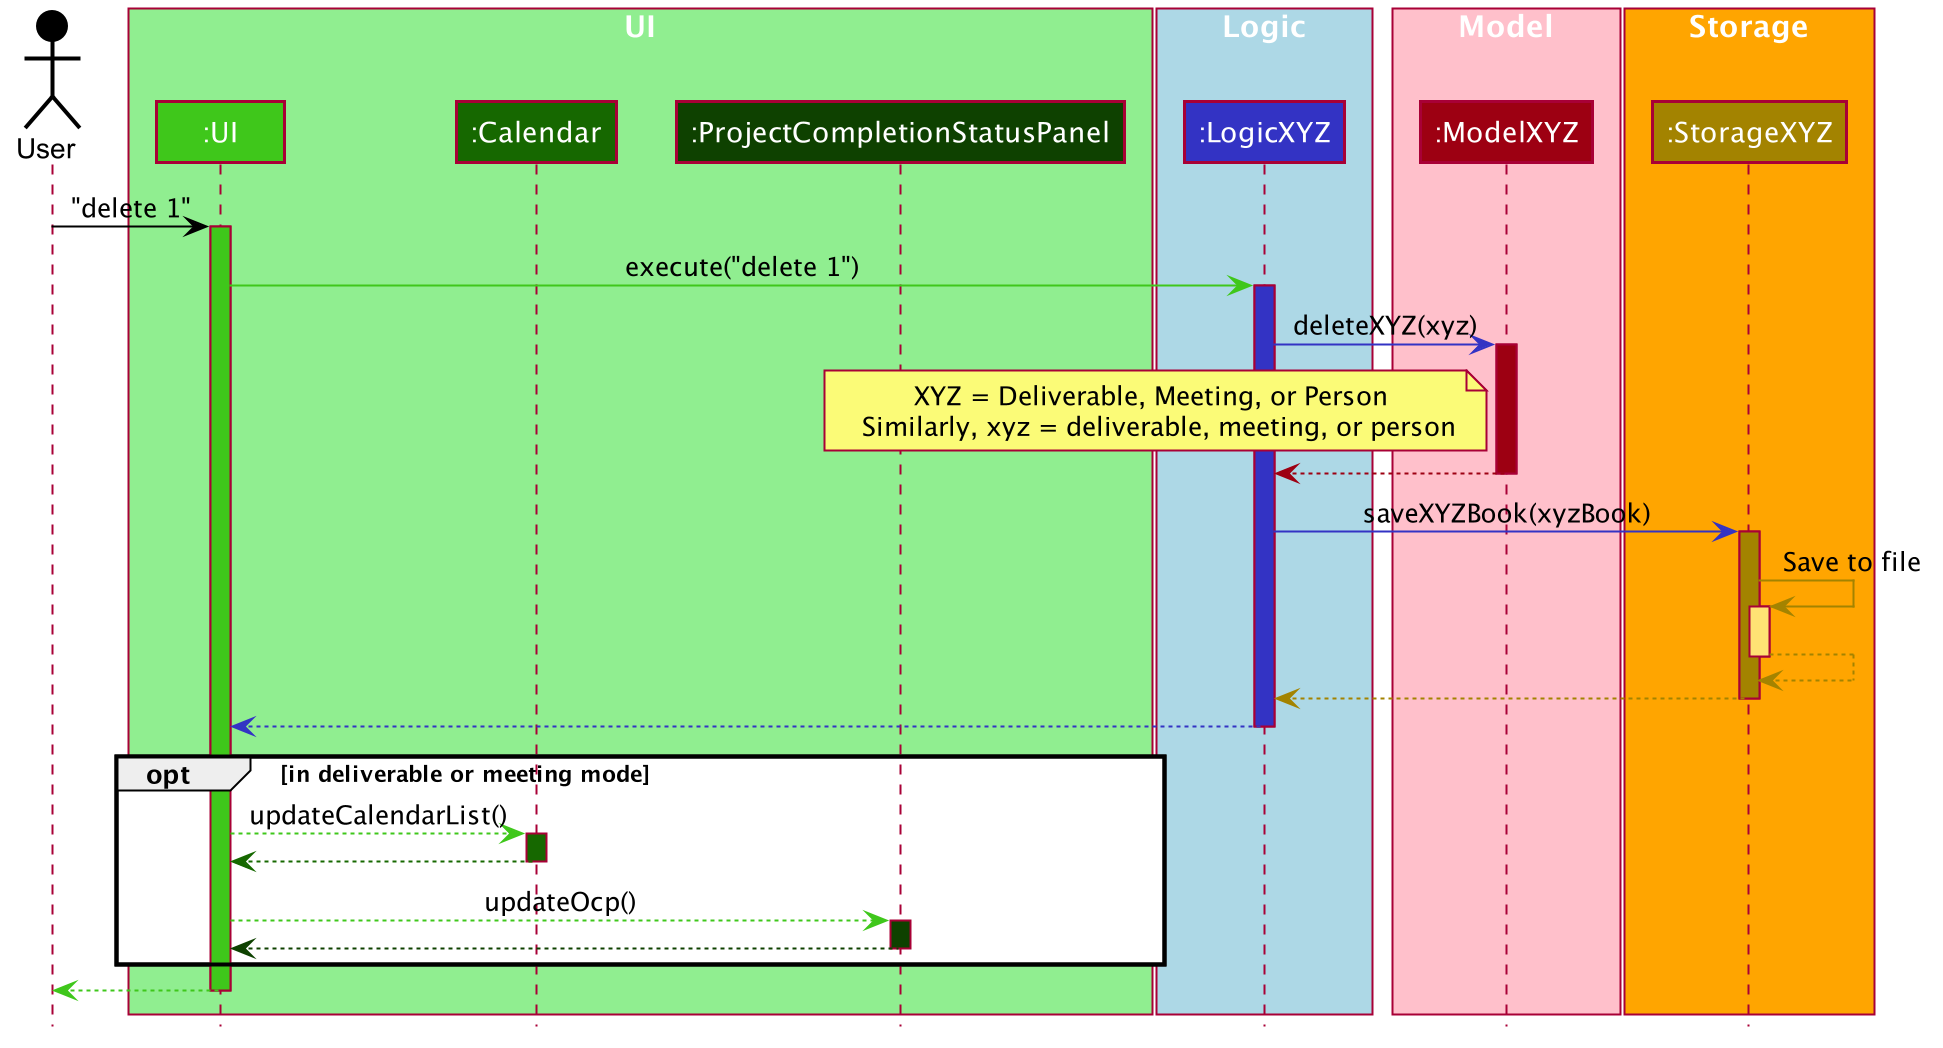 UI
Logic
Model
Storage
User
:UI
:Calendar
:ProjectCompletionStatusPanel
:LogicXYZ
:ModelXYZ
:StorageXYZ
"delete 1"
execute("delete 1")
deleteXYZ(xyz)
XYZ = Deliverable, Meeting, or Person
Similarly, xyz = deliverable, meeting, or person
saveXYZBook(xyzBook)
Save to file
opt
[in deliverable or meeting mode]
updateCalendarList()
updateOcp()